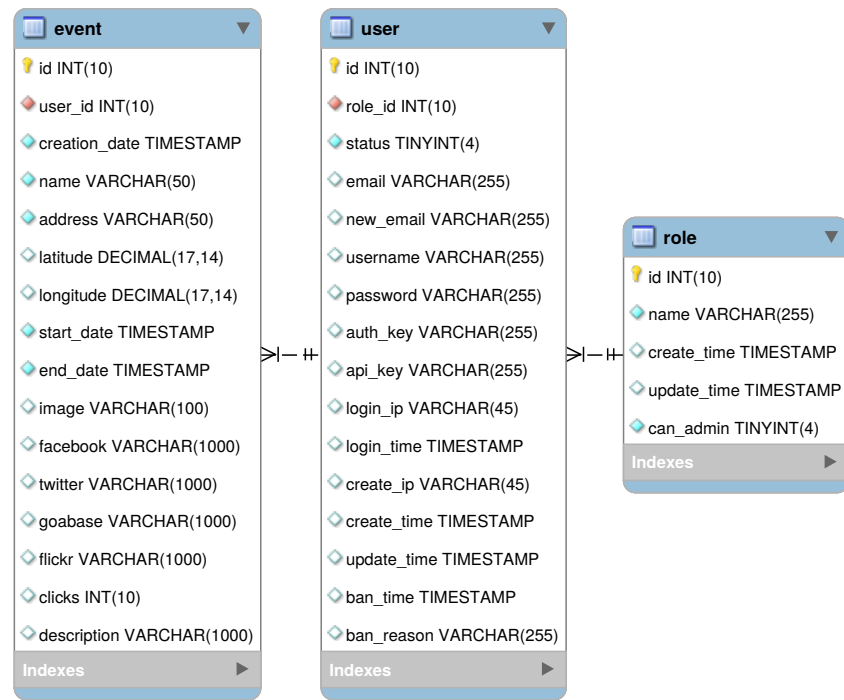 event
id INT(10)
user_id INT(10)
creation_date TIMESTAMP
name VARCHAR(50)
address VARCHAR(50)
latitude DECIMAL(17,14)
longitude DECIMAL(17,14)
start_date TIMESTAMP
end_date TIMESTAMP
image VARCHAR(100)
facebook VARCHAR(1000)
twitter VARCHAR(1000)
goabase VARCHAR(1000)
flickr VARCHAR(1000)
clicks INT(10)
description VARCHAR(1000)
Indexes
user
id INT(10)
role_id INT(10)
status TINYINT(4)
email VARCHAR(255)
new_email VARCHAR(255)
username VARCHAR(255)
password VARCHAR(255)
auth_key VARCHAR(255)
api_key VARCHAR(255)
login_ip VARCHAR(45)
login_time TIMESTAMP
create_ip VARCHAR(45)
create_time TIMESTAMP
update_time TIMESTAMP
ban_time TIMESTAMP
ban_reason VARCHAR(255)
Indexes
role
id INT(10)
name VARCHAR(255)
create_time TIMESTAMP
update_time TIMESTAMP
can_admin TINYINT(4)
Indexes